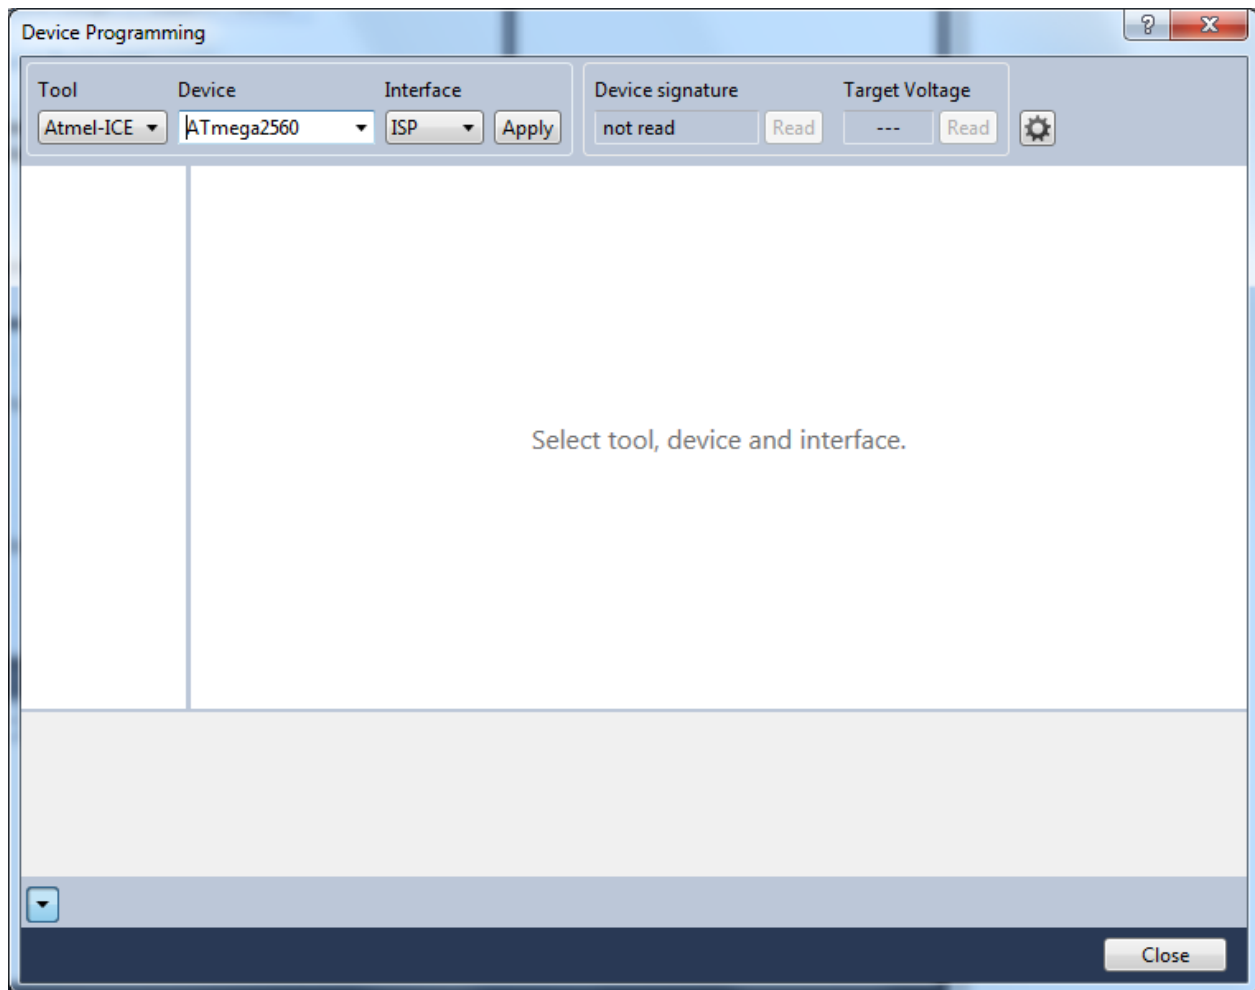 Device Programming
Tool Device Interface Device signature Target Voltage
Atmel-ICE ATmega2560 ISP Apply not read Read --- Read
Select tool, device and interface.
Close